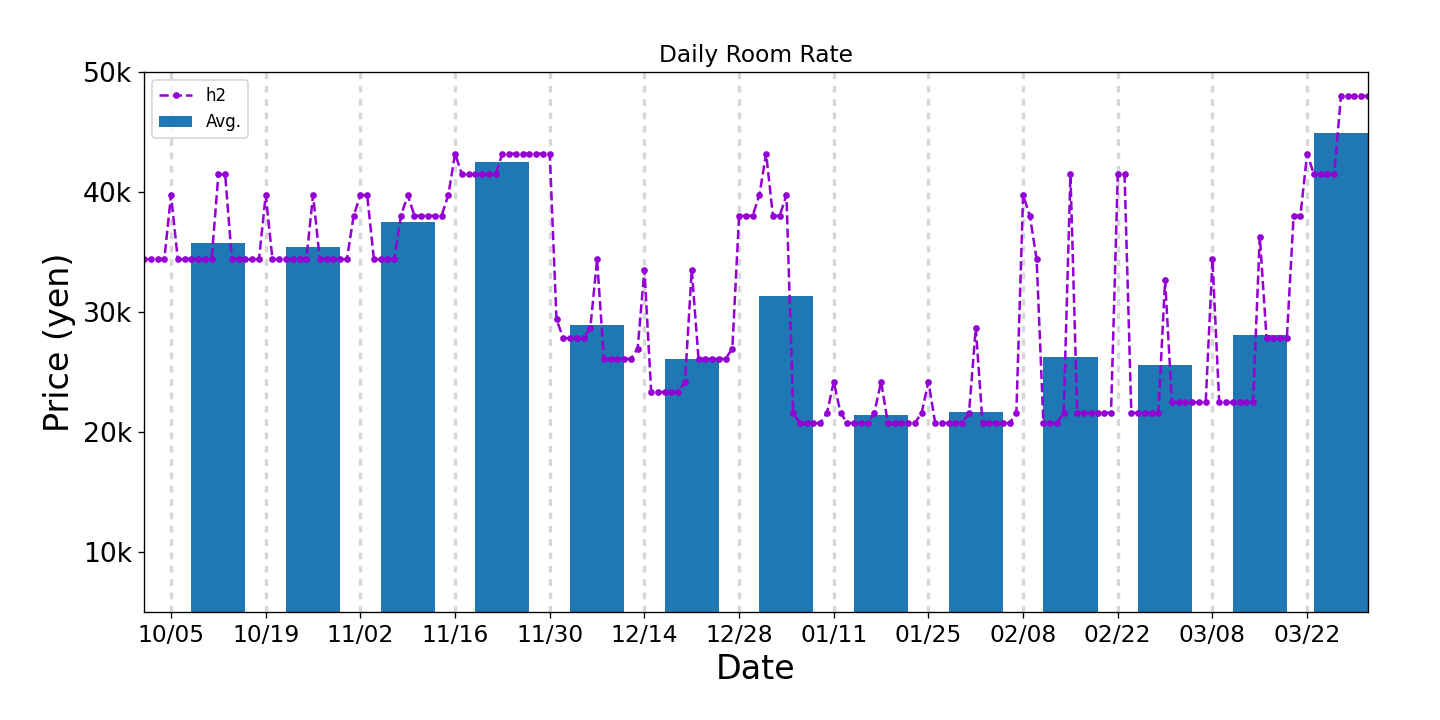 Daily Room Rate
50k
40k
30k
20k
10k
Price (yen)
h2
Avg.
10/05 10/19 11/02 11/16 11/30 12/14 12/28 01/11 01/25 02/08 02/22 03/08 03/22
Date